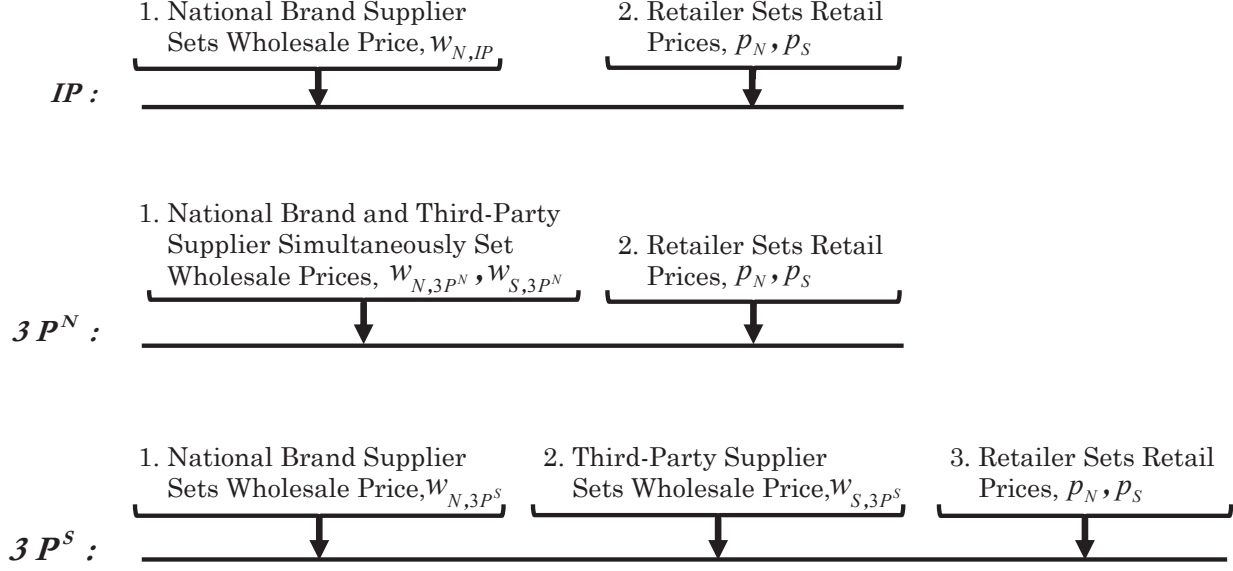 1. National Brand Supplier
Sets Wholesale Price, w_{N,IP}
2. Retailer Sets Retail
Prices, p_N, p_S
IP :
1. National Brand and Third-Party
Supplier Simultaneously Set
Wholesale Prices, w_{N,3P^N}, w_{S,3P^N}
2. Retailer Sets Retail
Prices, p_N, p_S
3P^N :
1. National Brand Supplier
Sets Wholesale Price, w_{N,3P^S}
2. Third-Party Supplier
Sets Wholesale Price, w_{S,3P^S}
3. Retailer Sets Retail
Prices, p_N, p_S
3P^S :